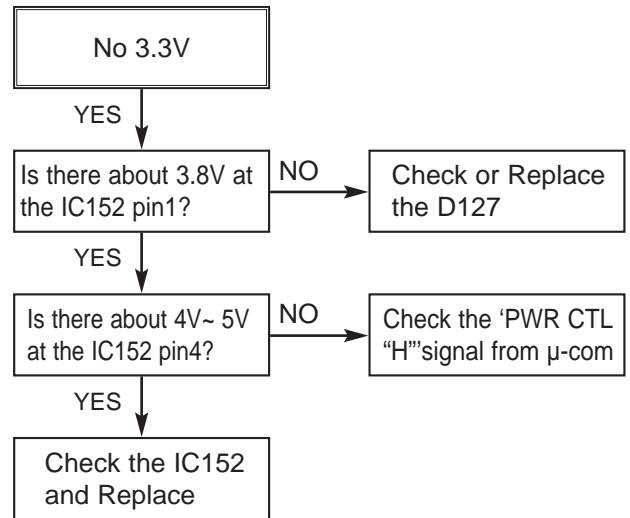 No 3.3V
YES
Is there about 3.8V at
the IC152 pin1?
NO
Check or Replace
the D127
YES
Is there about 4V~ 5V
at the IC152 pin4?
NO
Check the ‘PWR CTL
“H”’signal from µ-com
YES
Check the IC152
and Replace